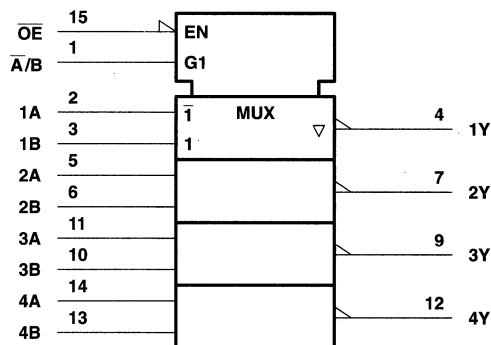 O̅E̅ 15 EN
A̅/B 1 G1
1A 2 1̅ MUX
1B 3 1 ▽ 4 1Y
2A 5
2B 6 7 2Y
3A 11
3B 10 9 3Y
4A 14
4B 13 12 4Y